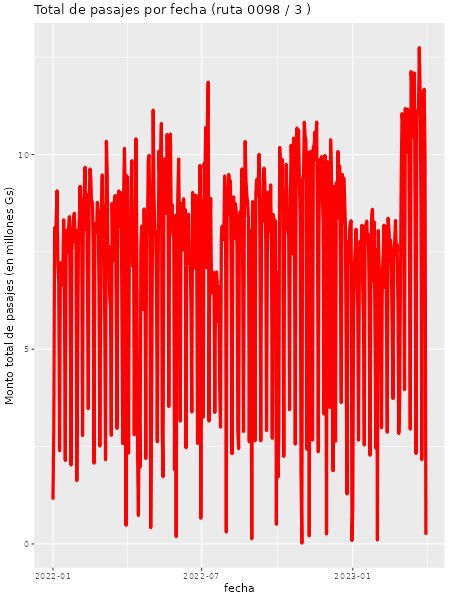 Total de pasajes por fecha (ruta 0098 / 3 )
Monto total de pasajes (en millones Gs)
10
5
0
2022-01
2022-07
2023-01
fecha